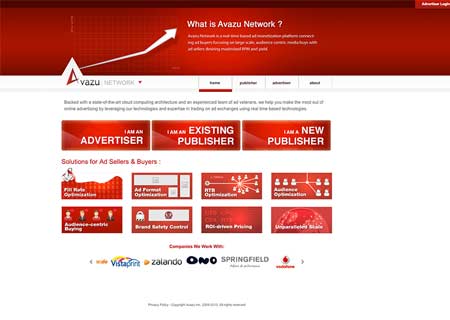 Advertiser Login
What is Avazu Network ?
Avazu Network is a real-time based ad monetization platform connect-
ing ad buyers focusing on large scale, audience centric media buys with
ad sellers desiring maximised RPM and yield.
Avazu NETWORK
home publisher advertiser about
Backed with a state-of-the-art cloud computing architecture and an experienced team of ad veterans, we help you make the most out of
online advertising by leveraging our technologies and expertise in trading on ad exchanges using real time based technologies.
I AM AN
ADVERTISER
I AM AN EXISTING
PUBLISHER
I AM A NEW
PUBLISHER
Solutions for Ad Sellers & Buyers :
Fill Rate
Optimization
Ad Format
Optimization
RTB
Optimization
Audience
Optimization
Audience-centric
Buying
Brand Safety Control
ROI-driven Pricing
Unparalleled Scale
Companies We Work With:
Vistaprint
zalando
ONO
SPRINGFIELD
vodafone
Privacy Policy - Copyright Avazu Inc. 2009-2010. All rights reserved